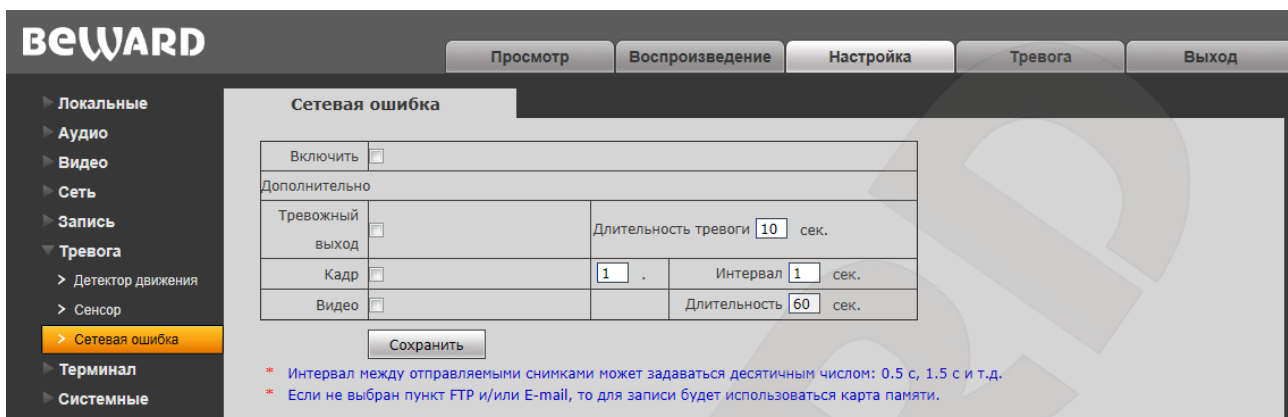 BEWARD
Просмотр Воспроизведение Настройка Тревога Выход
Локальные
Аудио
Видео
Сеть
Запись
Тревога
Детектор движения
Сенсор
Сетевая ошибка
Терминал
Системные
Сетевая ошибка
Включить
Дополнительно
Тревожный
выход
Длительность тревоги 10 сек.
Кадр 1 . Интервал 1 сек.
Видео Длительность 60 сек.
Сохранить
* Интервал между отправляемыми снимками может задаваться десятичным числом: 0.5 с, 1.5 с и т.д.
* Если не выбран пункт FTP и/или E-mail, то для записи будет использоваться карта памяти.